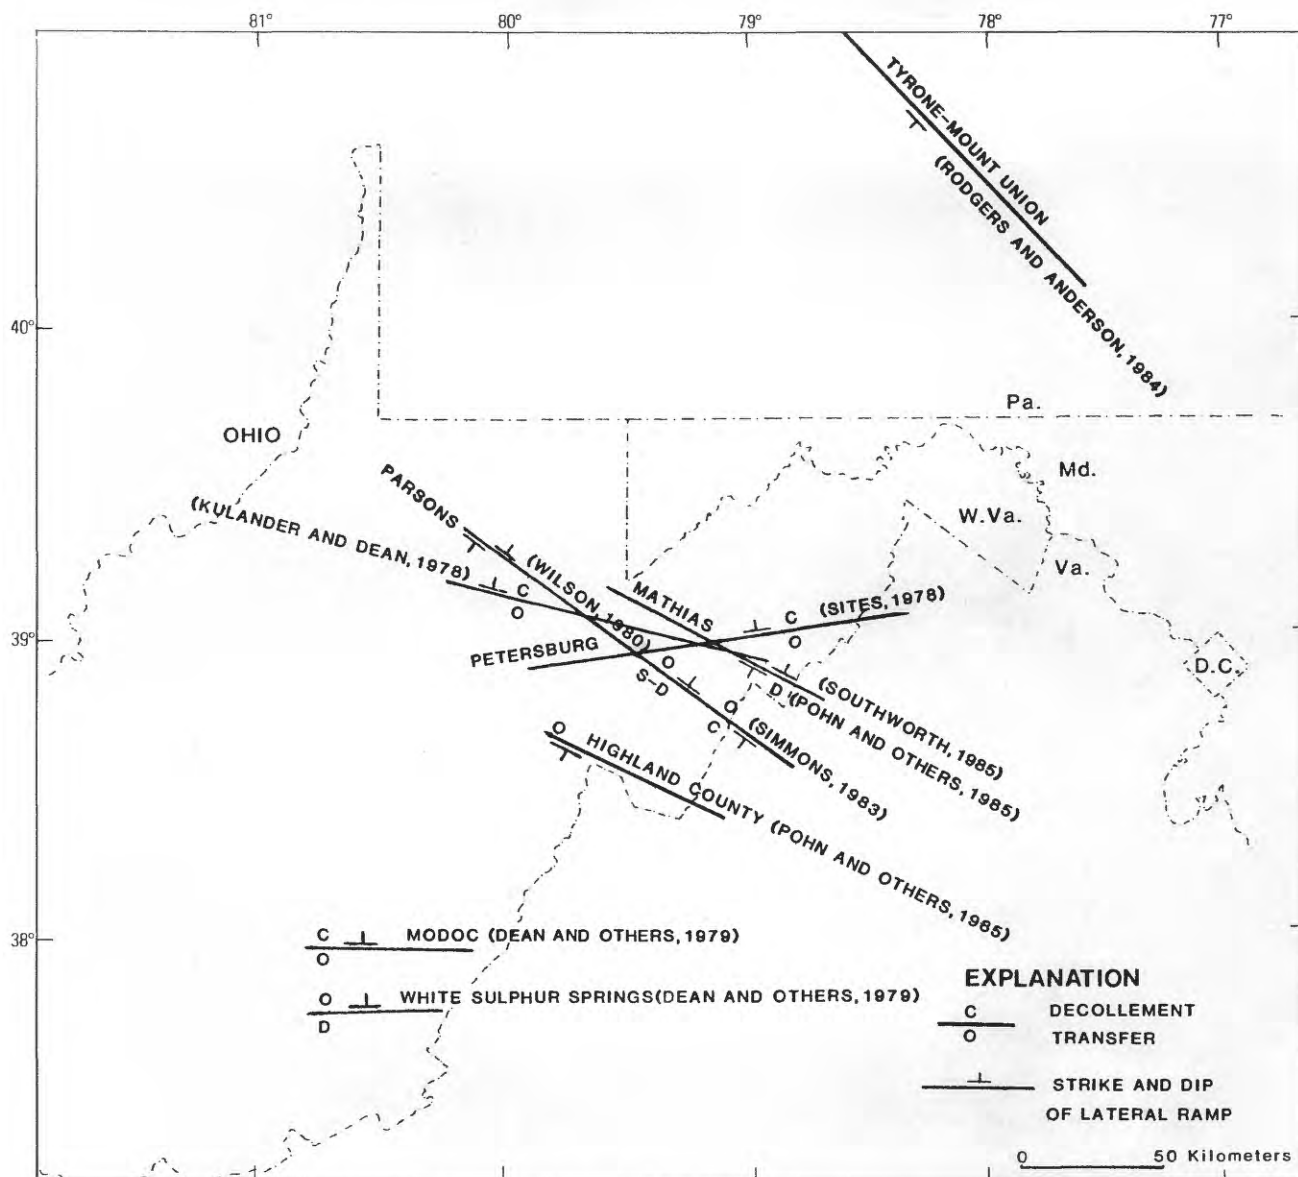 81° 80° 79° 78° 77°
TYRONE-MOUNT UNION
(RODGERS AND ANDERSON, 1984)
40°
Pa.
OHIO
Md.
PARSONS
(KULANDER AND DEAN, 1978)
W.Va.
Va.
(WILSON, 1980)
C
O
MATHIAS
C
(SITES, 1978)
O
39°
PETERSBURG
O
S-D
D.C.
D
(SOUTHWORTH, 1985)
(POHN AND OTHERS, 1985)
O
C
(SIMMONS, 1983)
O
HIGHLAND COUNTY (POHN AND OTHERS, 1985)
38°
C
O
MODOC (DEAN AND OTHERS, 1979)
O
D
WHITE SULPHUR SPRINGS(DEAN AND OTHERS, 1979)
EXPLANATION
C DECOLLEMENT
O TRANSFER
STRIKE AND DIP
OF LATERAL RAMP
0 50 Kilometers